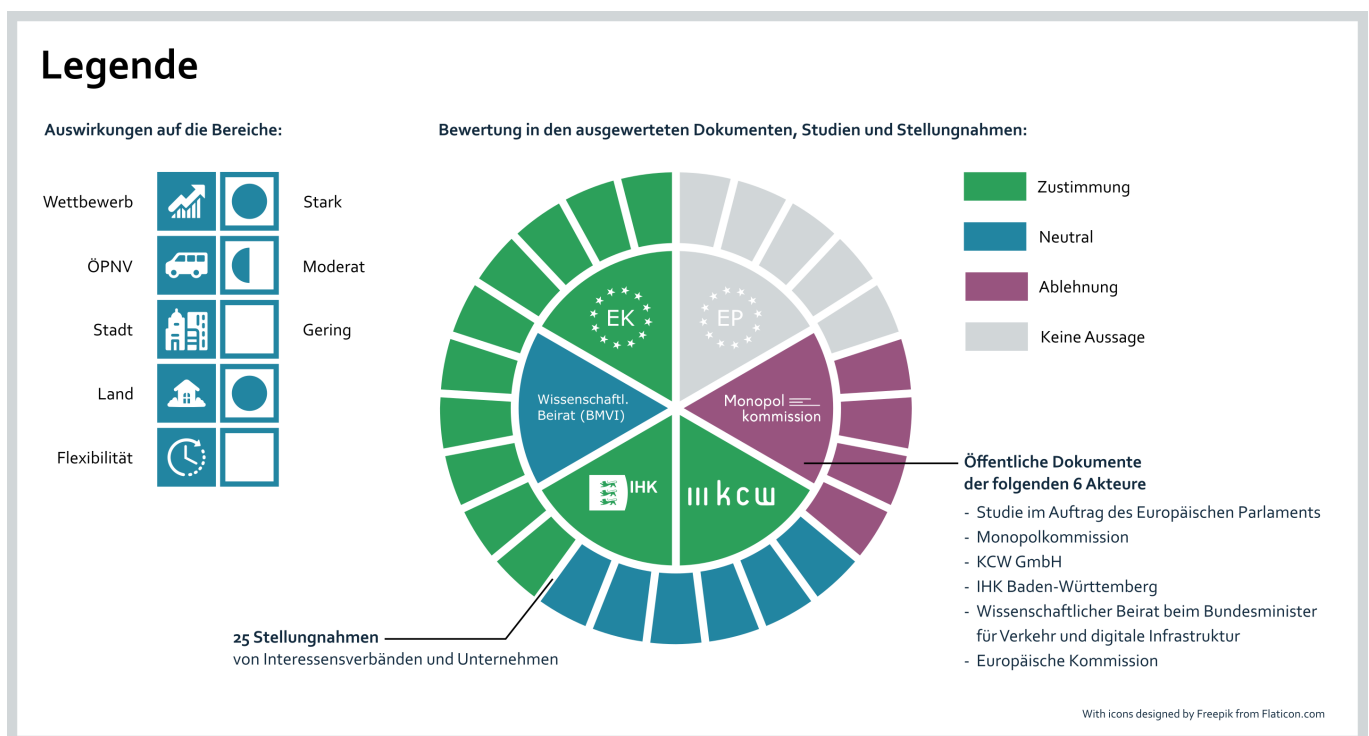 Legende
Auswirkungen auf die Bereiche:
Wettbewerb
Stark
ÖPNV
Moderat
Stadt
Gering
Land
Flexibilität
Bewertung in den ausgewerteten Dokumenten, Studien und Stellungnahmen:
EK
EP
Wissenschaftl.
Beirat (BMVI)
Monopol
kommission
IHK
kcw
Zustimmung
Neutral
Ablehnung
Keine Aussage
25 Stellungnahmen
von Interessensverbänden und Unternehmen
Öffentliche Dokumente
der folgenden 6 Akteure
- Studie im Auftrag des Europäischen Parlaments
- Monopolkommission
- KCW GmbH
- IHK Baden-Württemberg
- Wissenschaftlicher Beirat beim Bundesminister
für Verkehr und digitale Infrastruktur
- Europäische Kommission
With icons designed by Freepik from Flaticon.com